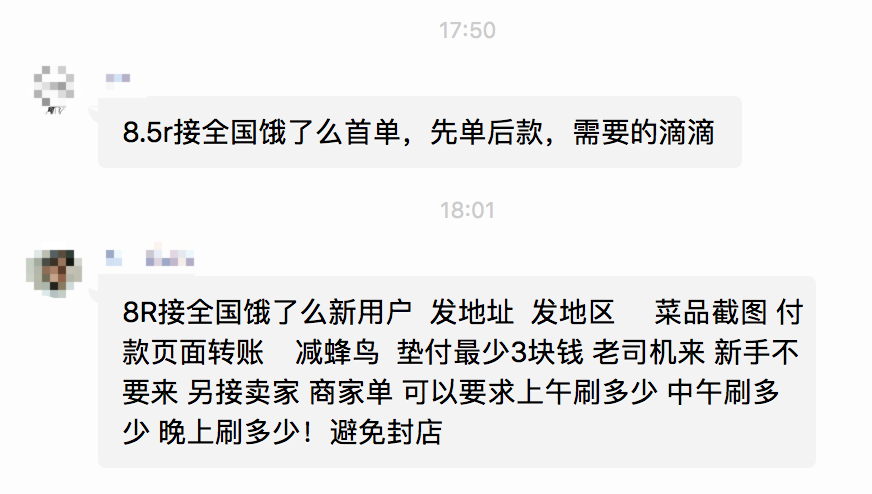 17:50
8.5r接全国饿了么首单，先单后款，需要的滴滴
18:01
8R接全国饿了么新用户 发地址 发地区 菜品截图 付
款页面转账 减蜂鸟 垫付最少3块钱 老司机来 新手不
要来 另接卖家 商家单 可以要求上午刷多少 中午刷多
少 晚上刷多少！避免封店